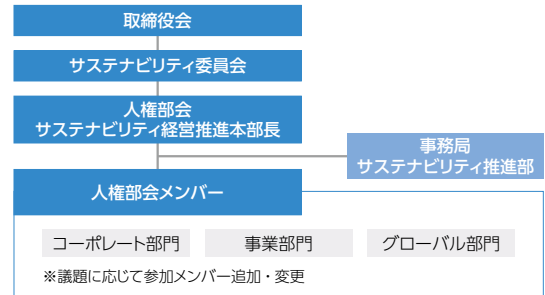 取締役会
サステナビリティ委員会
人権部会
サステナビリティ経営推進本部長
事務局
サステナビリティ推進部
人権部会メンバー
コーポレート部門 事業部門 グローバル部門
※議題に応じて参加メンバー追加・変更